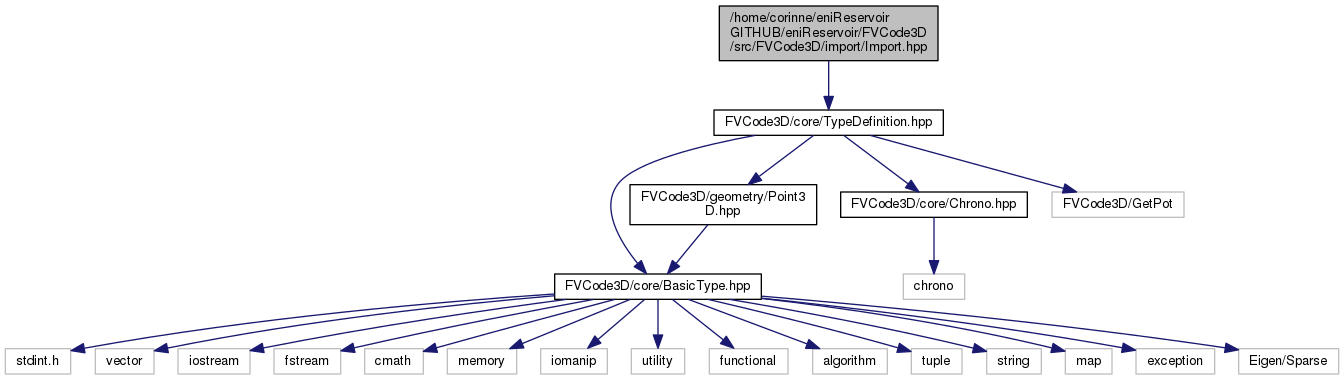 /home/corinne/eniReservoir
GITHUB/eniReservoir/FVCode3D
/src/FVCode3D/import/Import.hpp
FVCode3D/core/TypeDefinition.hpp
FVCode3D/geometry/Point3
D.hpp
FVCode3D/core/Chrono.hpp
FVCode3D/GetPot
FVCode3D/core/BasicType.hpp
chrono
stdint.h
vector
iostream
fstream
cmath
memory
iomanip
utility
functional
algorithm
tuple
string
map
exception
Eigen/Sparse